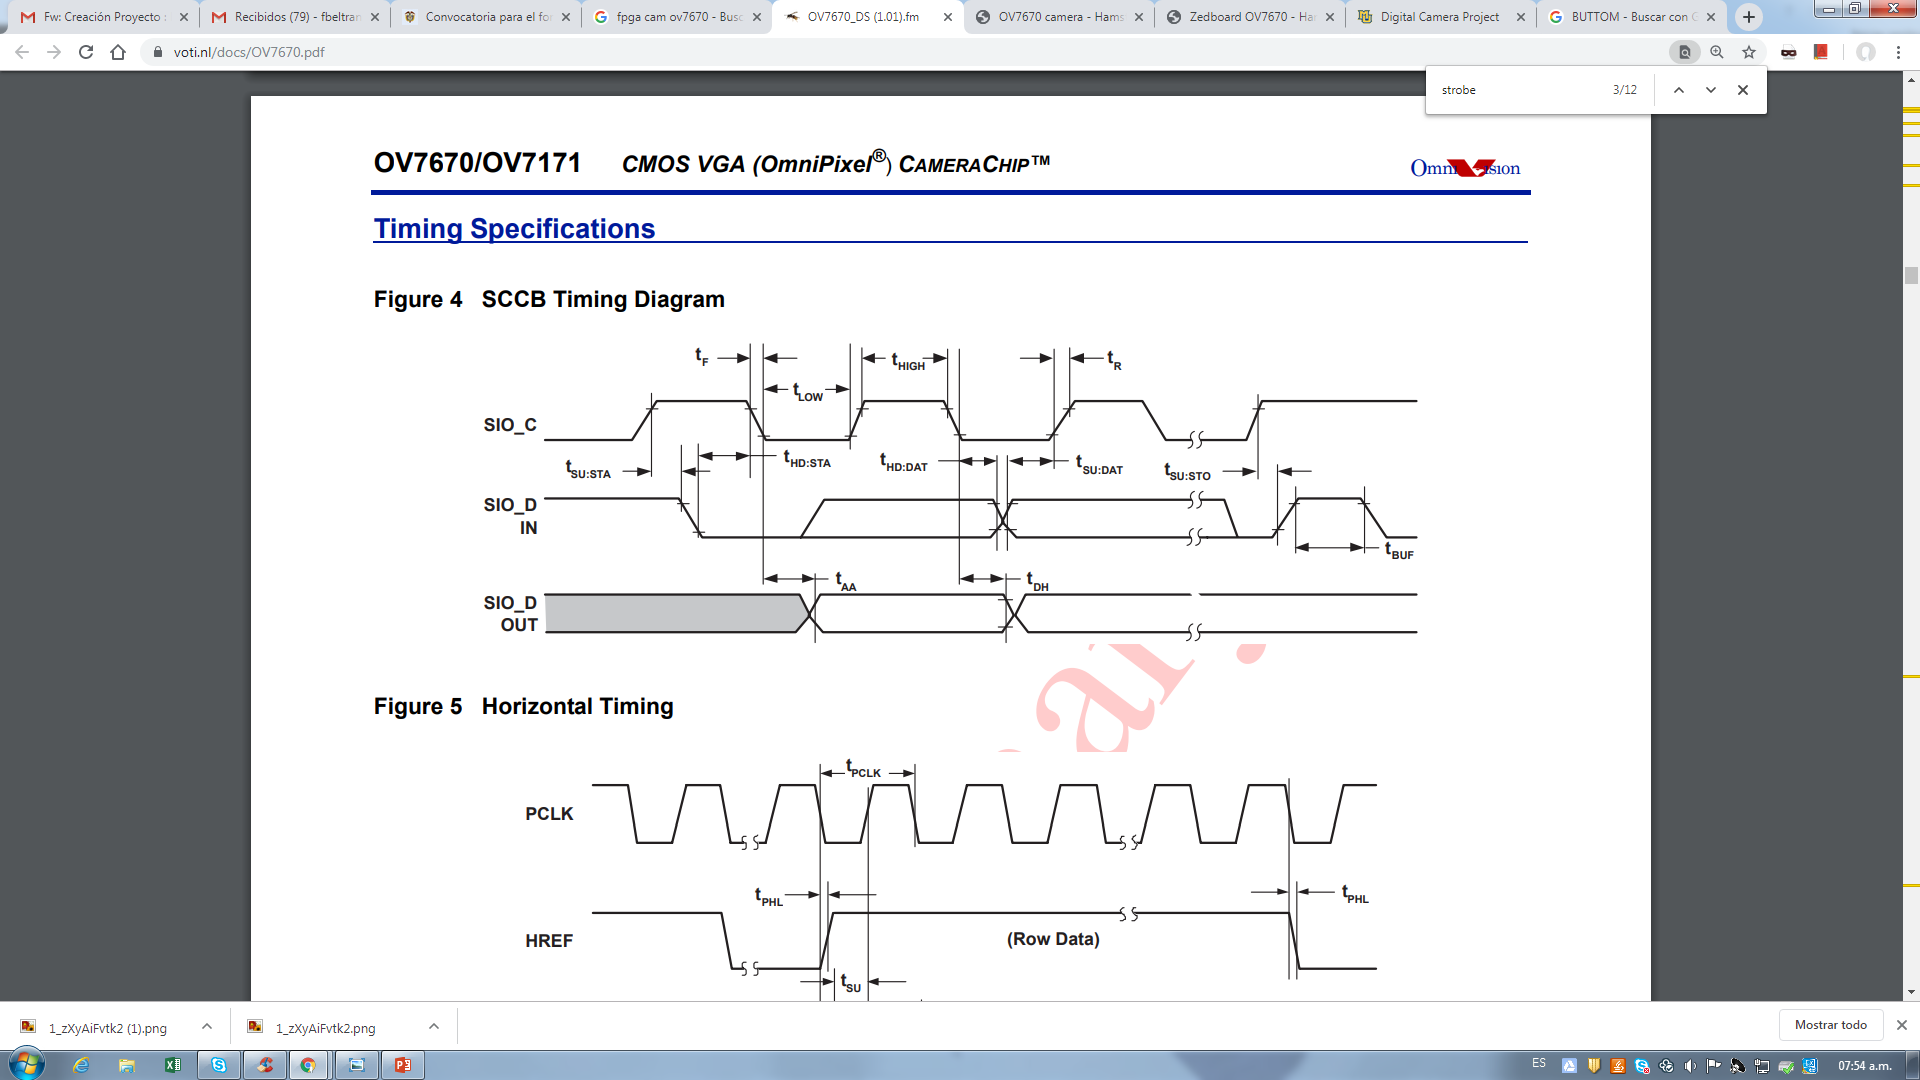 Fw: Creación Proyecto
Recibidos (79) - fbeltran
Convocatoria para el fo
fpga cam ov7670 - Busc
OV7670_DS (1.01).fm
OV7670 camera - Hams
Zedboard OV7670 - Ha
Digital Camera Project
BUTTOM - Buscar con G
voti.nl/docs/OV7670.pdf
strobe 3/12
OV7670/OV7171 CMOS VGA (OmniPixel®) CAMERACHIP™
OmniVision
Timing Specifications
Figure 4 SCCB Timing Diagram
tF
tHIGH
tR
tLOW
SIO_C
tSU:STA
tHD:STA
tHD:DAT
tSU:DAT
tSU:STO
SIO_D
IN
tBUF
tAA
tDH
SIO_D
OUT
Figure 5 Horizontal Timing
tPCLK
PCLK
tPHL
tPHL
HREF
(Row Data)
tSU
1_zXyAiFvtk2 (1).png
1_zXyAiFvtk2.png
Mostrar todo
ES
07:54 a.m.